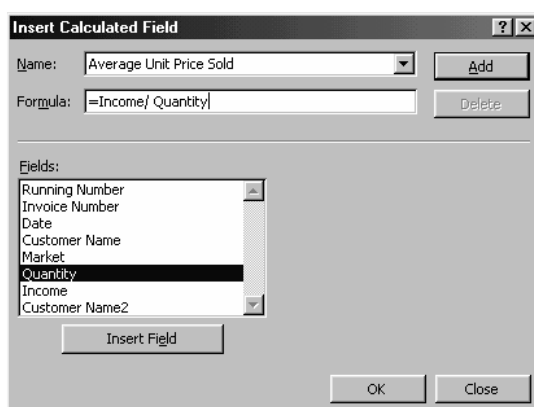 Insert Calculated Field
Name: Average Unit Price Sold Add
Formula: =Income/ Quantity Delete
Fields:
Running Number
Invoice Number
Date
Customer Name
Market
Quantity
Income
Customer Name2
Insert Field
OK Close